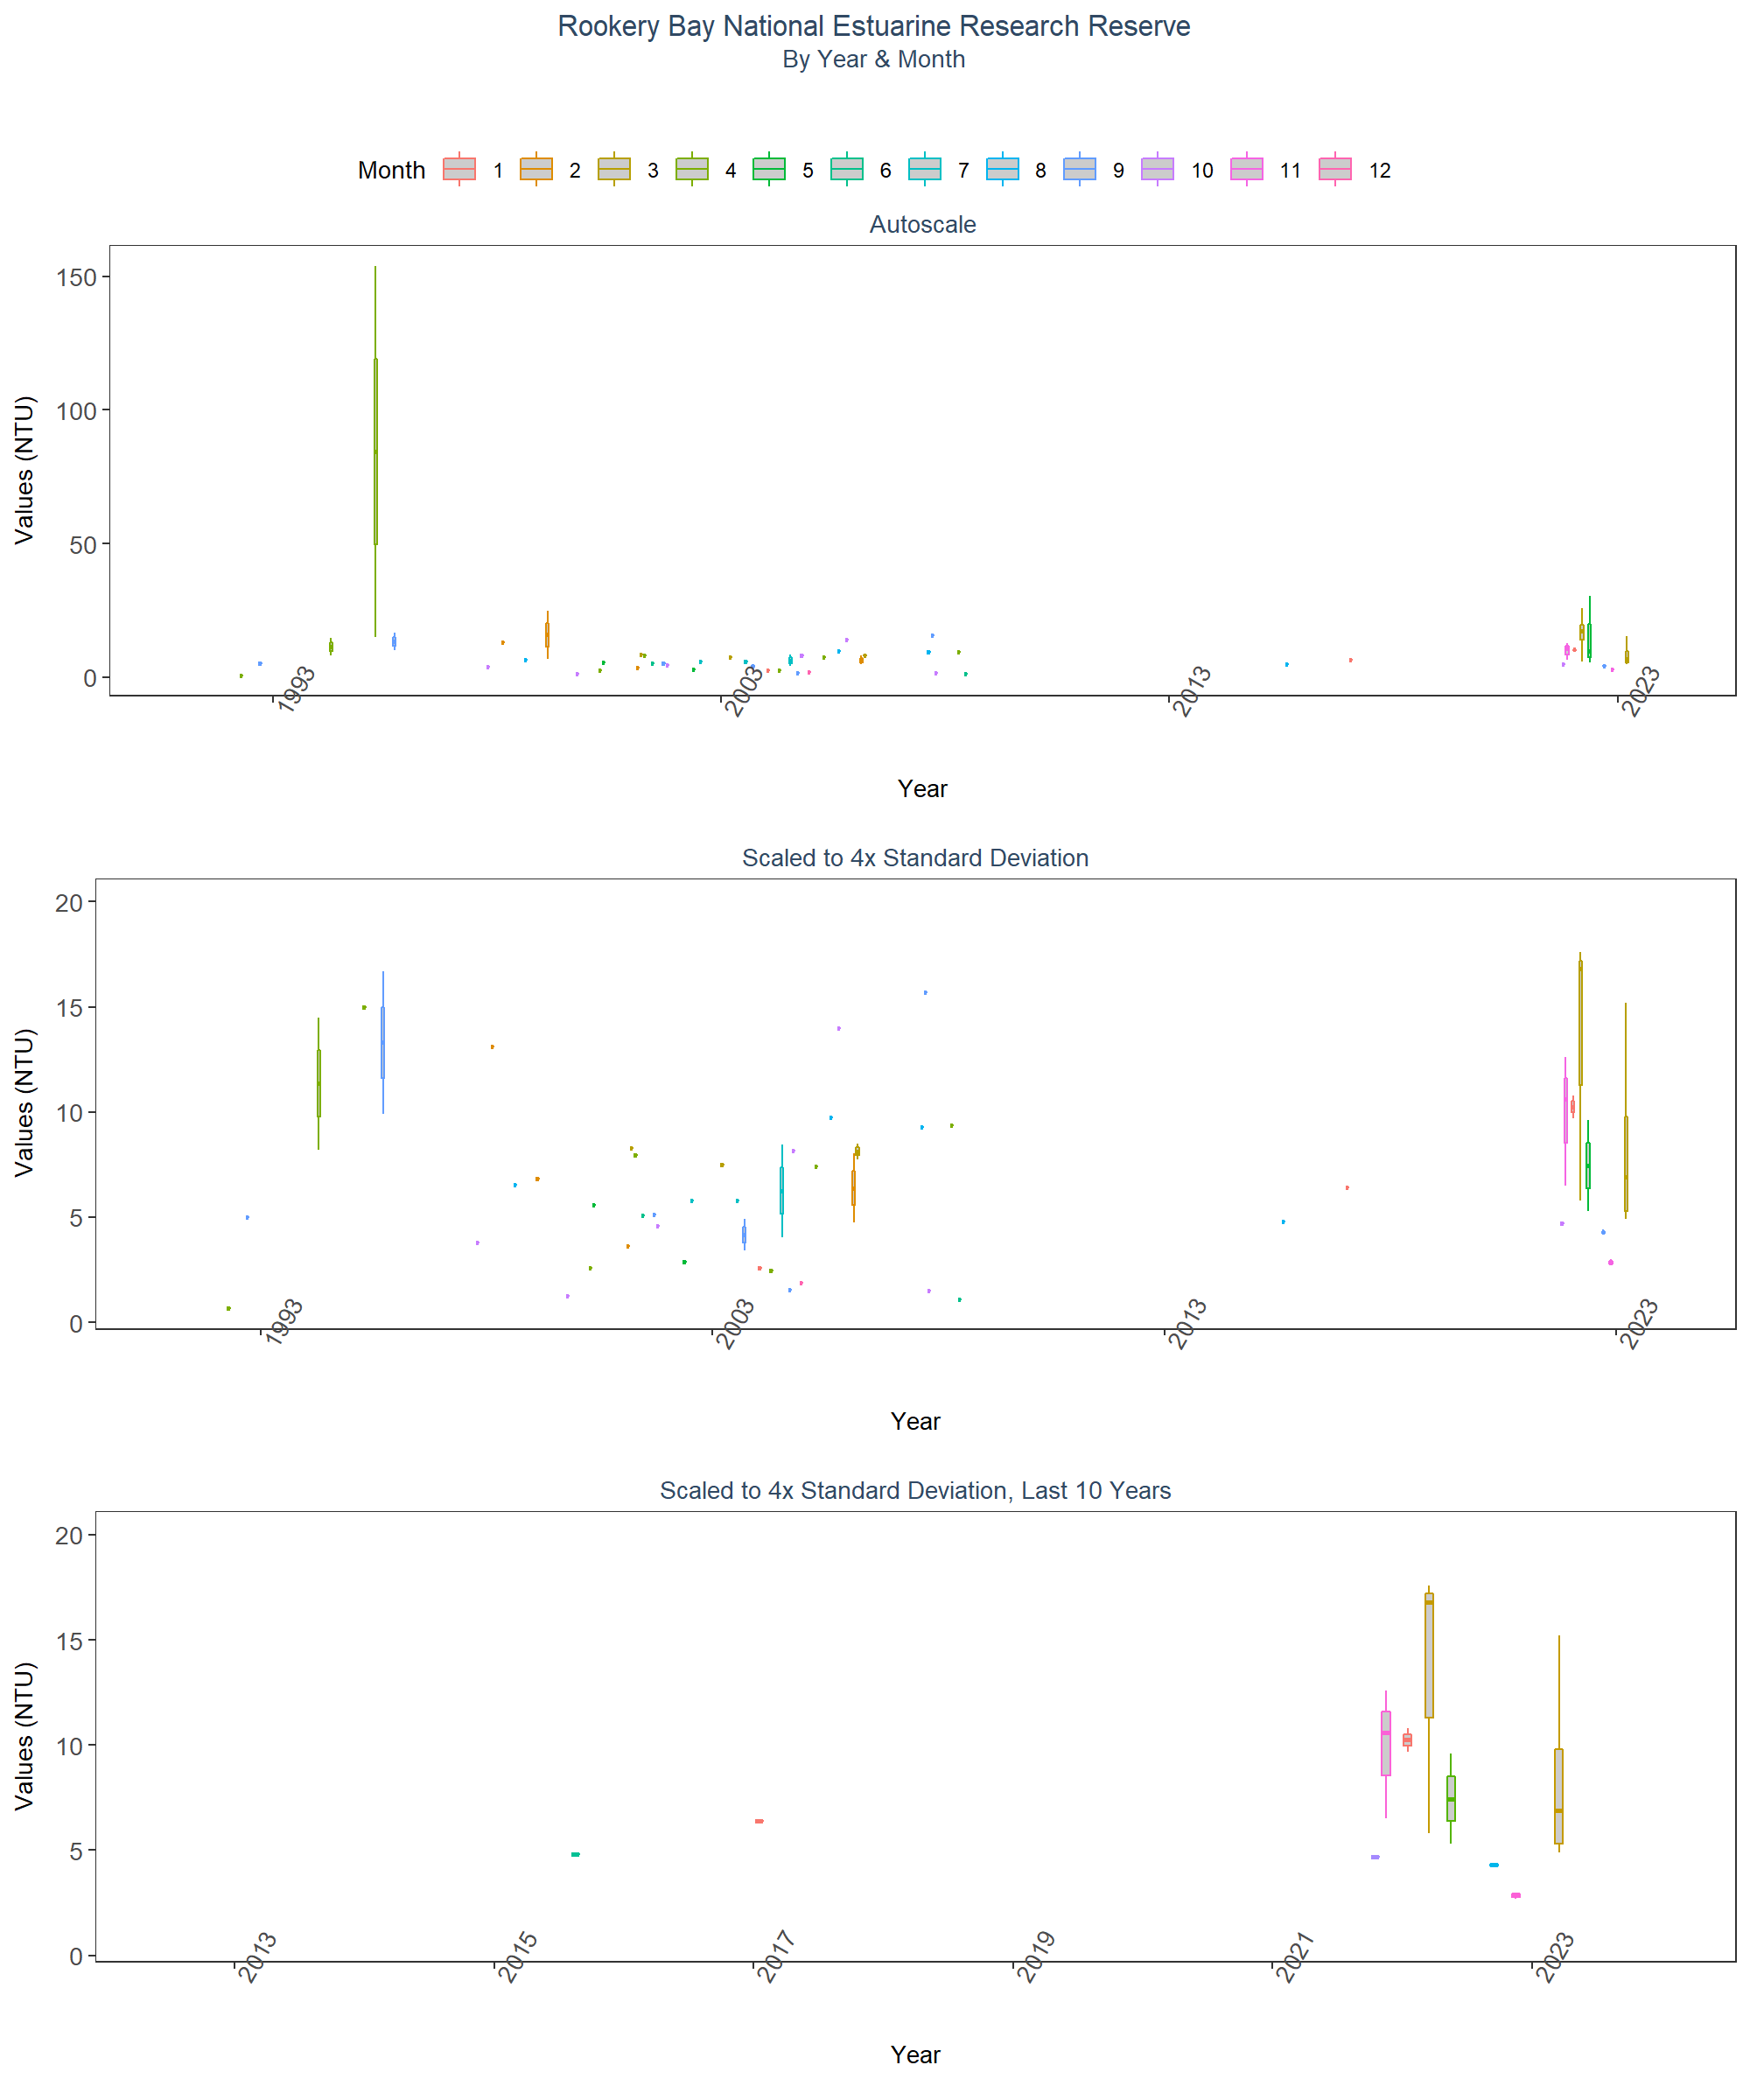 Rookery Bay National Estuarine Research Reserve
By Year & Month
Month 1 2 3 4 5 6 7 8 9 10 11 12
Autoscale
Values (NTU)
150
100
50
0
1993 2003 2013 2023
Year
Scaled to 4x Standard Deviation
Values (NTU)
20
15
10
5
0
1993 2003 2013 2023
Year
Scaled to 4x Standard Deviation, Last 10 Years
Values (NTU)
20
15
10
5
0
2013 2015 2017 2019 2021 2023
Year